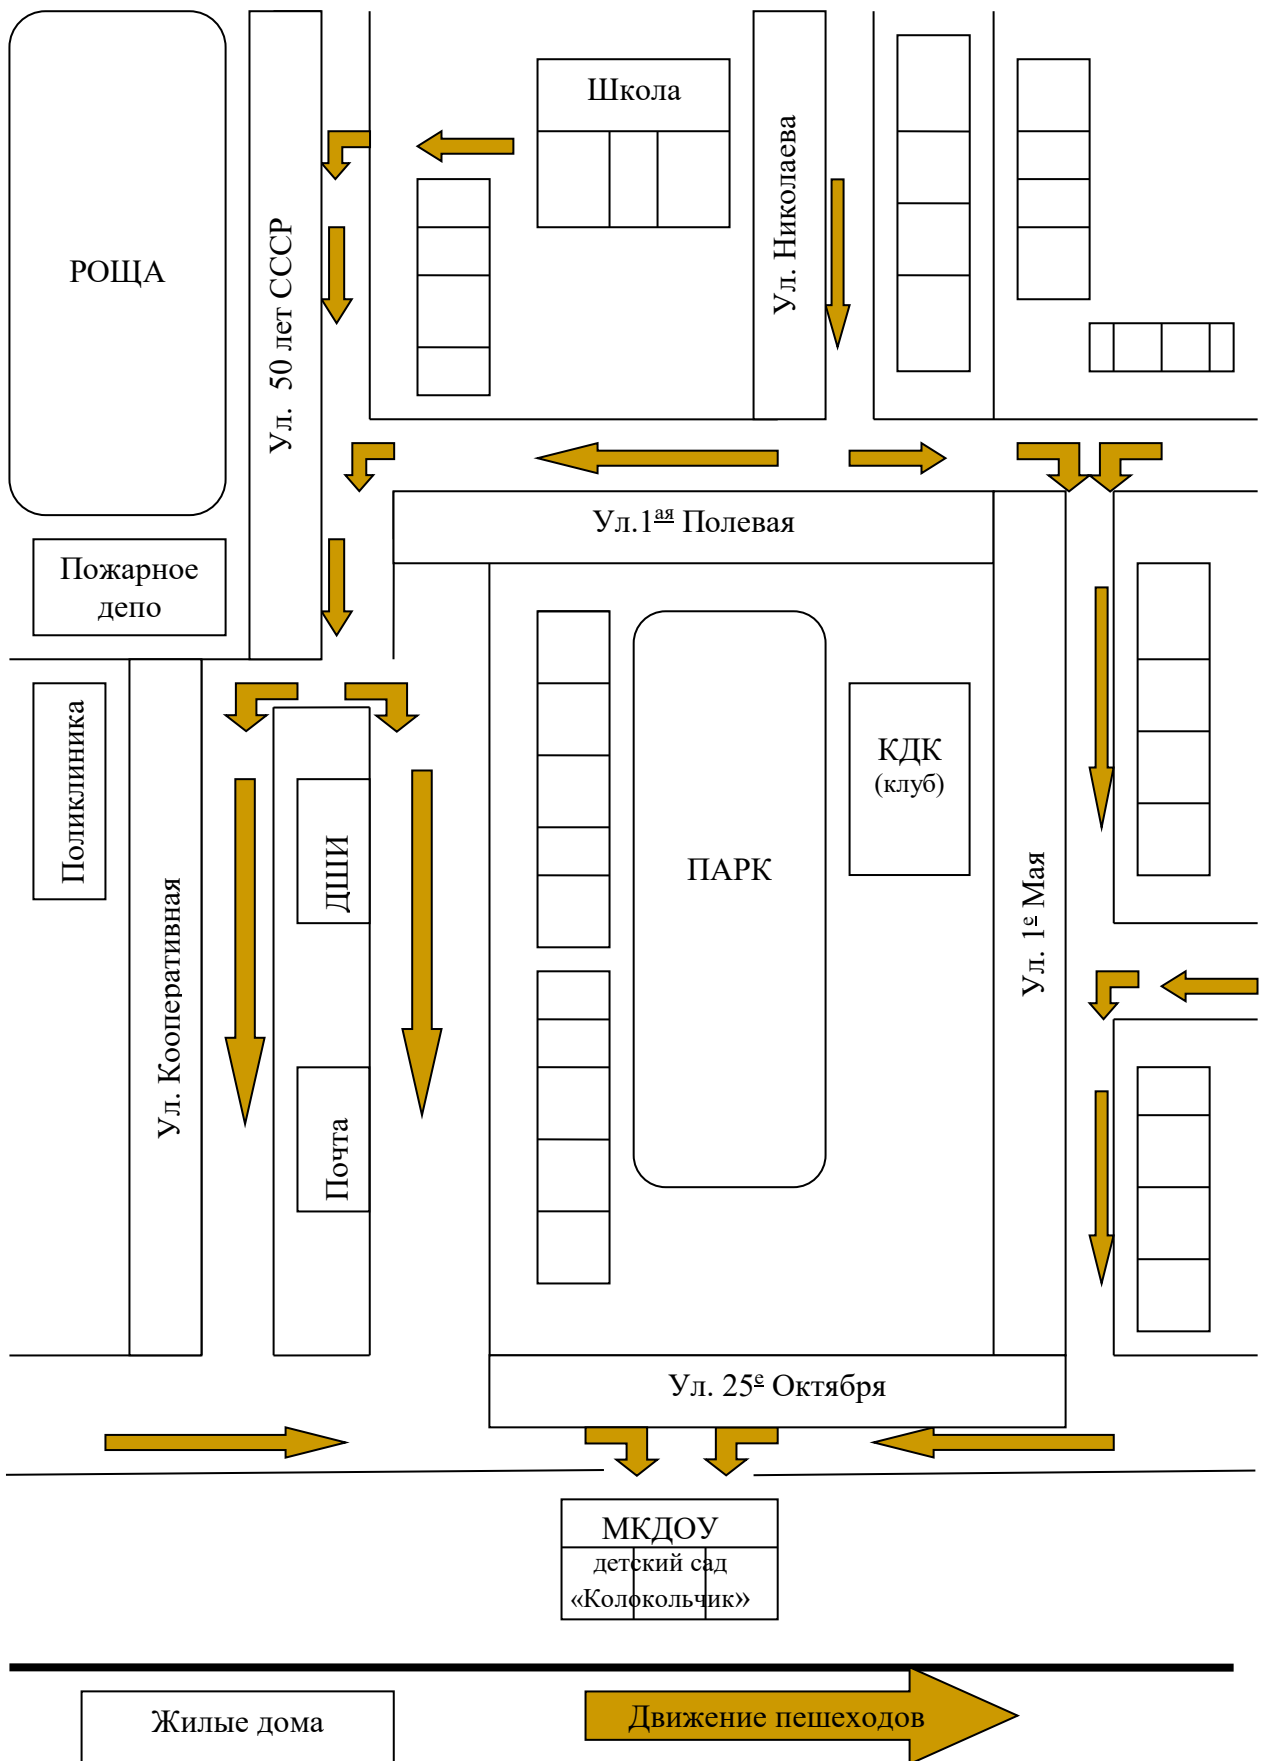 Школа
Ул. Николаева
РОЩА
Ул. 50 лет СССР
Ул.1ая Полевая
Пожарное
депо
Поликлиника
КДК
(клуб)
ДШИ
ПАРК
Ул. 1е Мая
Ул. Кооперативная
Почта
Ул. 25е Октября
МКДОУ
детский сад
«Колокольчик»
Жилые дома
Движение пешеходов